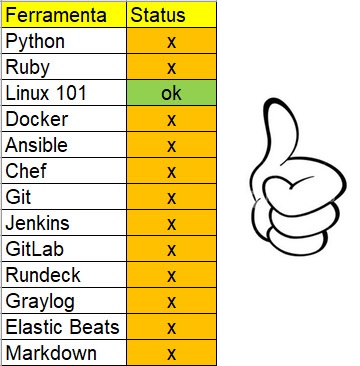 Ferramenta Status
Python x
Ruby x
Linux 101 ok
Docker x
Ansible x
Chef x
Git x
Jenkins x
GitLab x
Rundeck x
Graylog x
Elastic Beats x
Markdown x